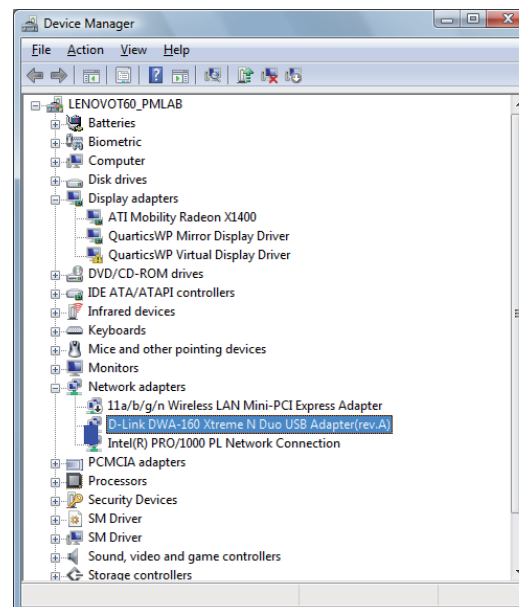 Device Manager
File Action View Help
LENOVOT60_PMLAB
Batteries
Biometric
Computer
Disk drives
Display adapters
ATI Mobility Radeon X1400
QuarticsWP Mirror Display Driver
QuarticsWP Virtual Display Driver
DVD/CD-ROM drives
IDE ATA/ATAPI controllers
Infrared devices
Keyboards
Mice and other pointing devices
Monitors
Network adapters
11a/b/g/n Wireless LAN Mini-PCI Express Adapter
D-Link DWA-160 Xtreme N Duo USB Adapter(rev.A)
Intel(R) PRO/1000 PL Network Connection
PCMCIA adapters
Processors
Security Devices
SM Driver
SM Driver
Sound, video and game controllers
Storage controllers